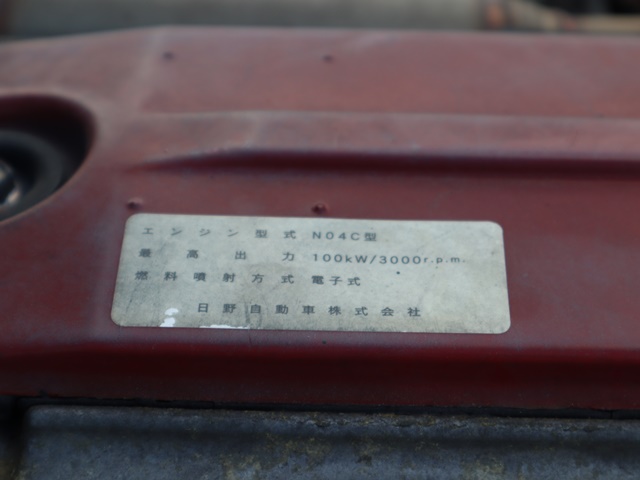 エンジン型式 N04C型
最高出力 100kW/3000r.p.m.
燃料噴射方式 電子式
日野自動車株式会社